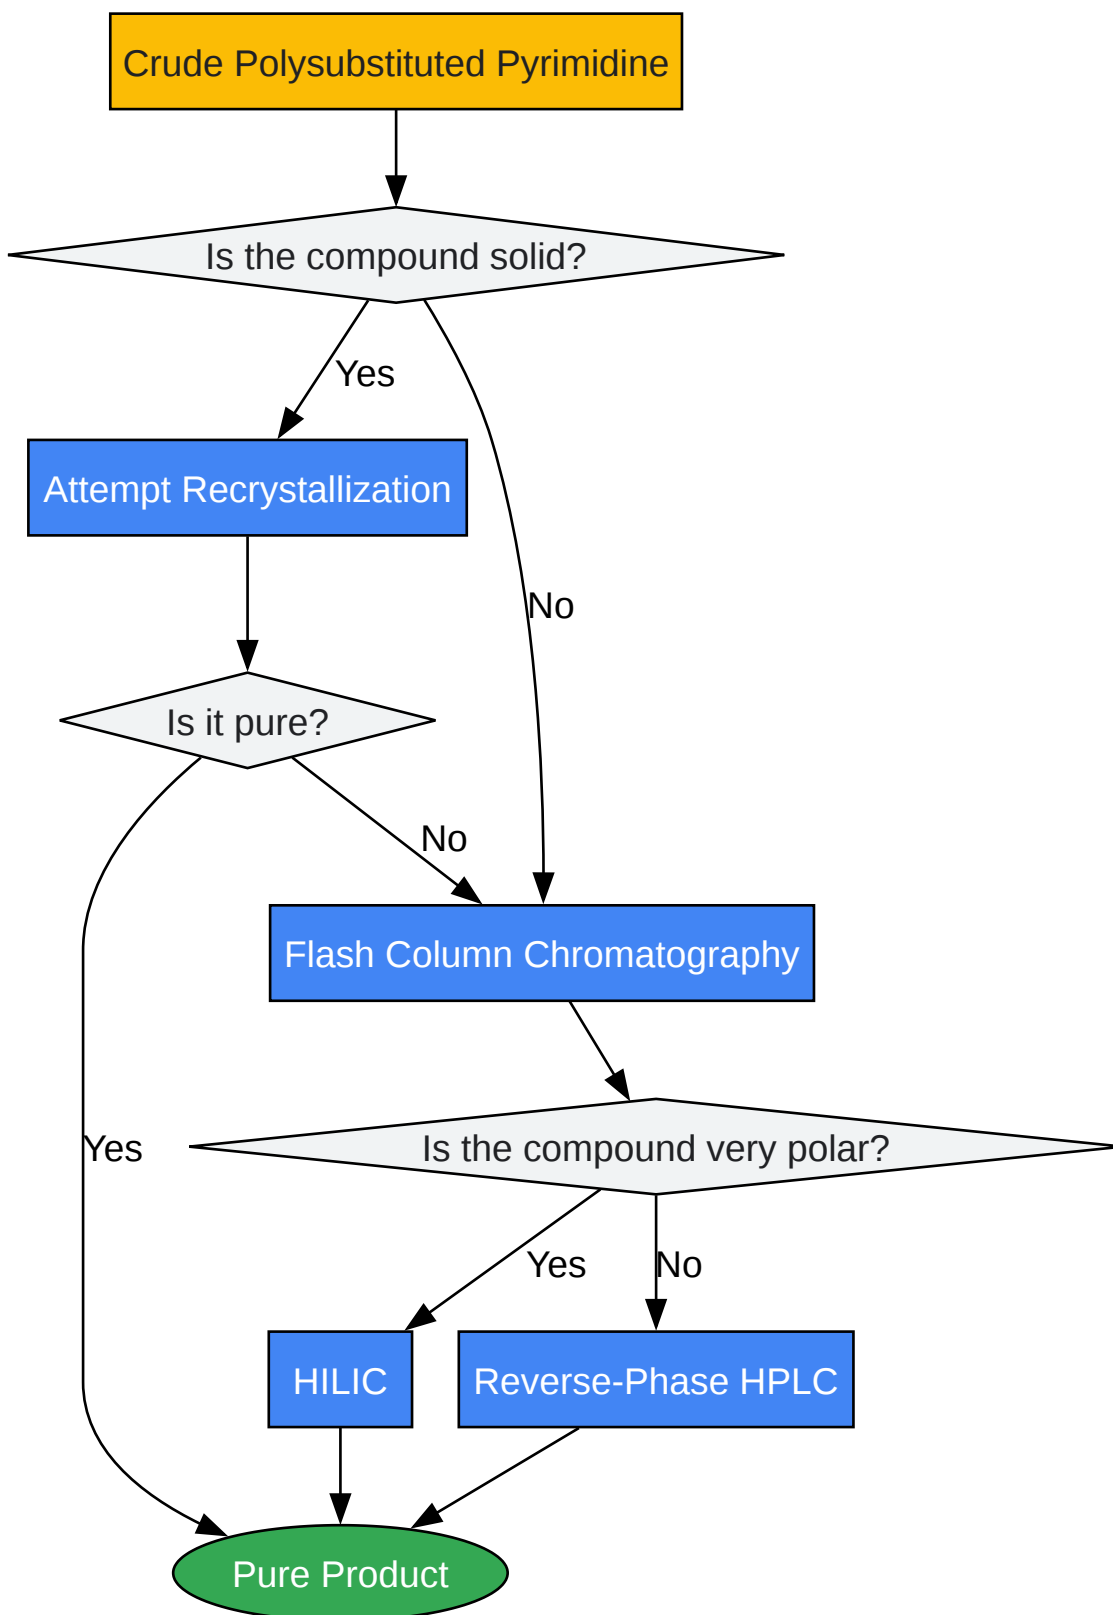 Crude Polysubstituted Pyrimidine
Is the compound solid?
Yes
Attempt Recrystallization
No
Is it pure?
No
Flash Column Chromatography
Yes
Is the compound very polar?
Yes
No
HILIC
Reverse-Phase HPLC
Pure Product